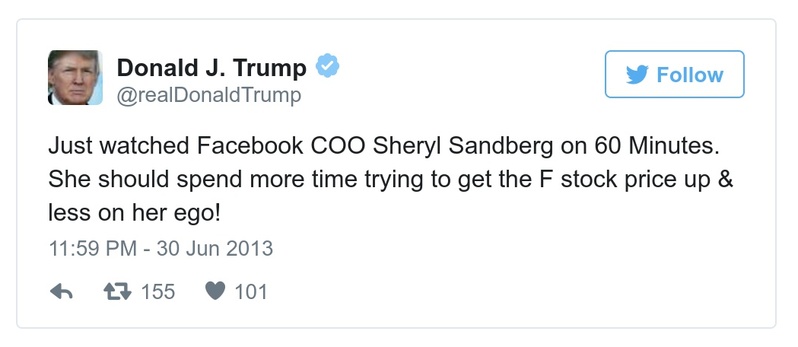 Donald J. Trump
@realDonaldTrump
Follow
Just watched Facebook COO Sheryl Sandberg on 60 Minutes.
She should spend more time trying to get the F stock price up &
less on her ego!
11:59 PM - 30 Jun 2013
155 101